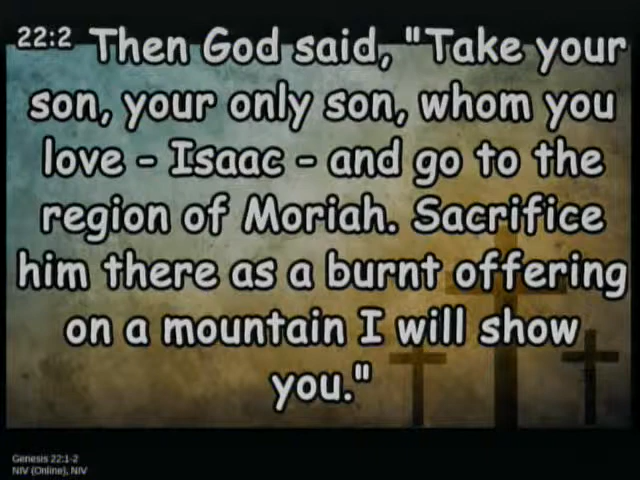 22:2 Then God said, "Take your
son, your only son, whom you
love - Isaac - and go to the
region of Moriah. Sacrifice
him there as a burnt offering
on a mountain I will show
you."
Genesis 22:1-2
NIV (Online), NIV